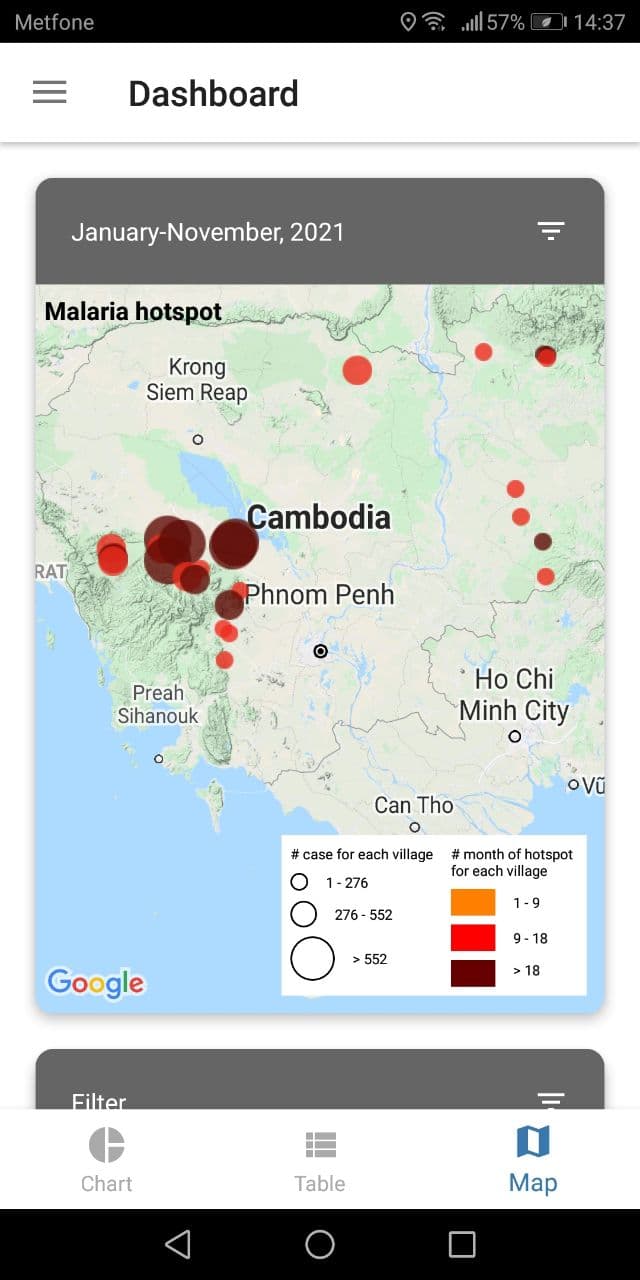 Metfone
57%
14:37
Dashboard
January-November, 2021
Malaria hotspot
Krong
Siem Reap
Cambodia
RAT
Phnom Penh
Ho Chi
Minh City
Preah
Sihanouk
Vũ
Can Tho
# case for each village
1 - 276
276 - 552
> 552
# month of hotspot
for each village
1 - 9
9 - 18
> 18
Google
Filter
Chart
Table
Map